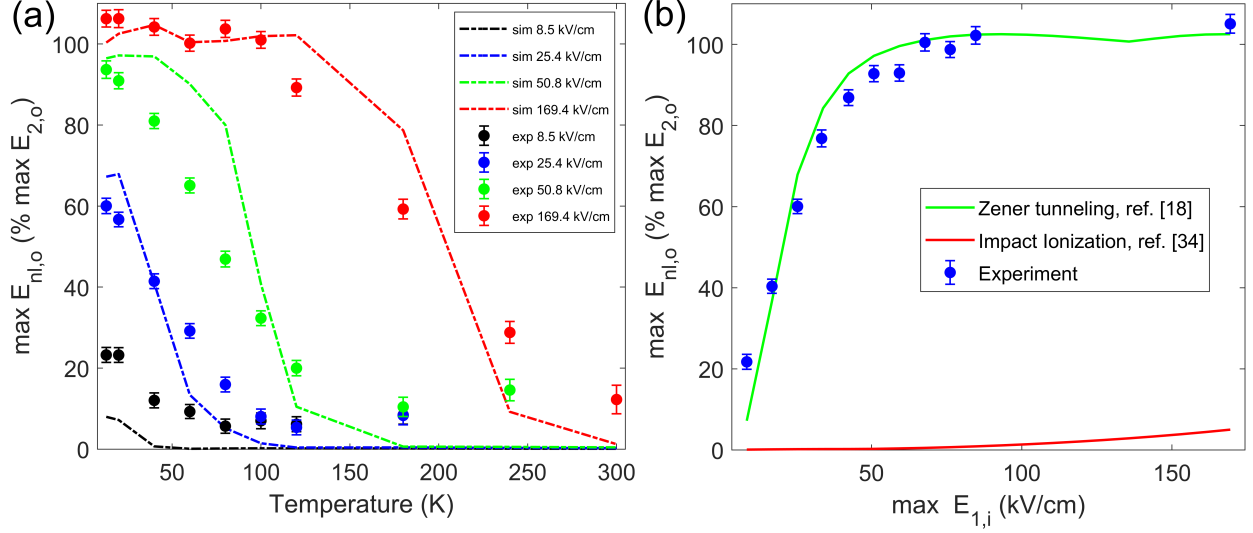 (a)
max E_nl,o (% max E_2,o)
100
80
60
40
20
0
50
100
150
200
250
300
Temperature (K)
sim 8.5 kV/cm
sim 25.4 kV/cm
sim 50.8 kV/cm
sim 169.4 kV/cm
exp 8.5 kV/cm
exp 25.4 kV/cm
exp 50.8 kV/cm
exp 169.4 kV/cm
(b)
max E_nl,o (% max E_2,o)
100
80
60
40
20
0
50
100
150
max E_1,i (kV/cm)
Zener tunneling, ref. [18]
Impact Ionization, ref. [34]
Experiment